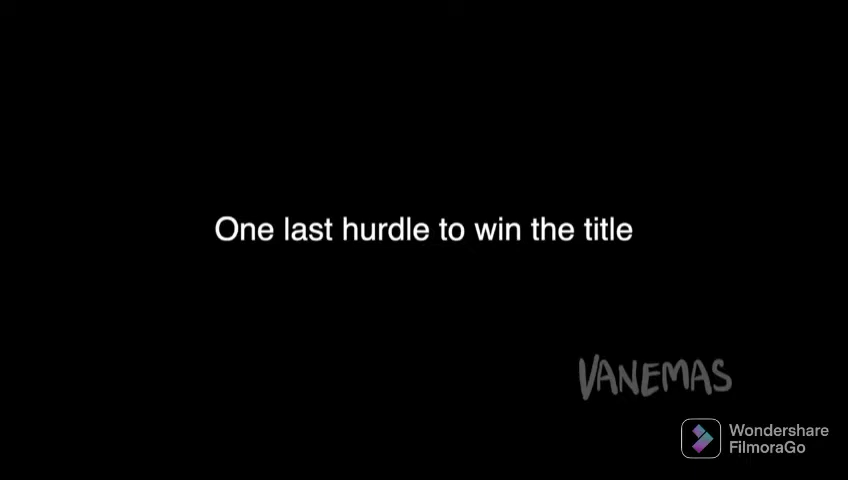 One last hurdle to win the title
VANEMAS
Wondershare
FilmoraGo